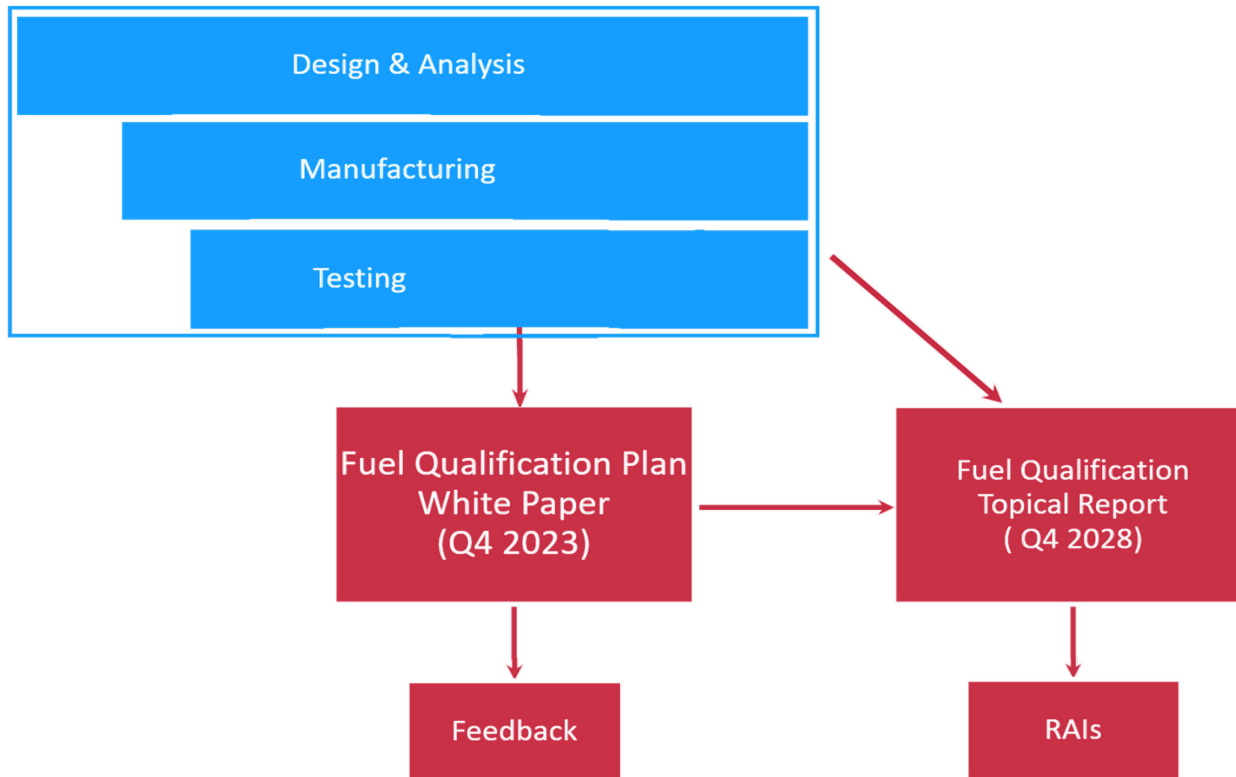 Design & Analysis
Manufacturing
Testing
Fuel Qualification Plan
White Paper
(Q4 2023)
Fuel Qualification
Topical Report
( Q4 2028)
Feedback
RAIs